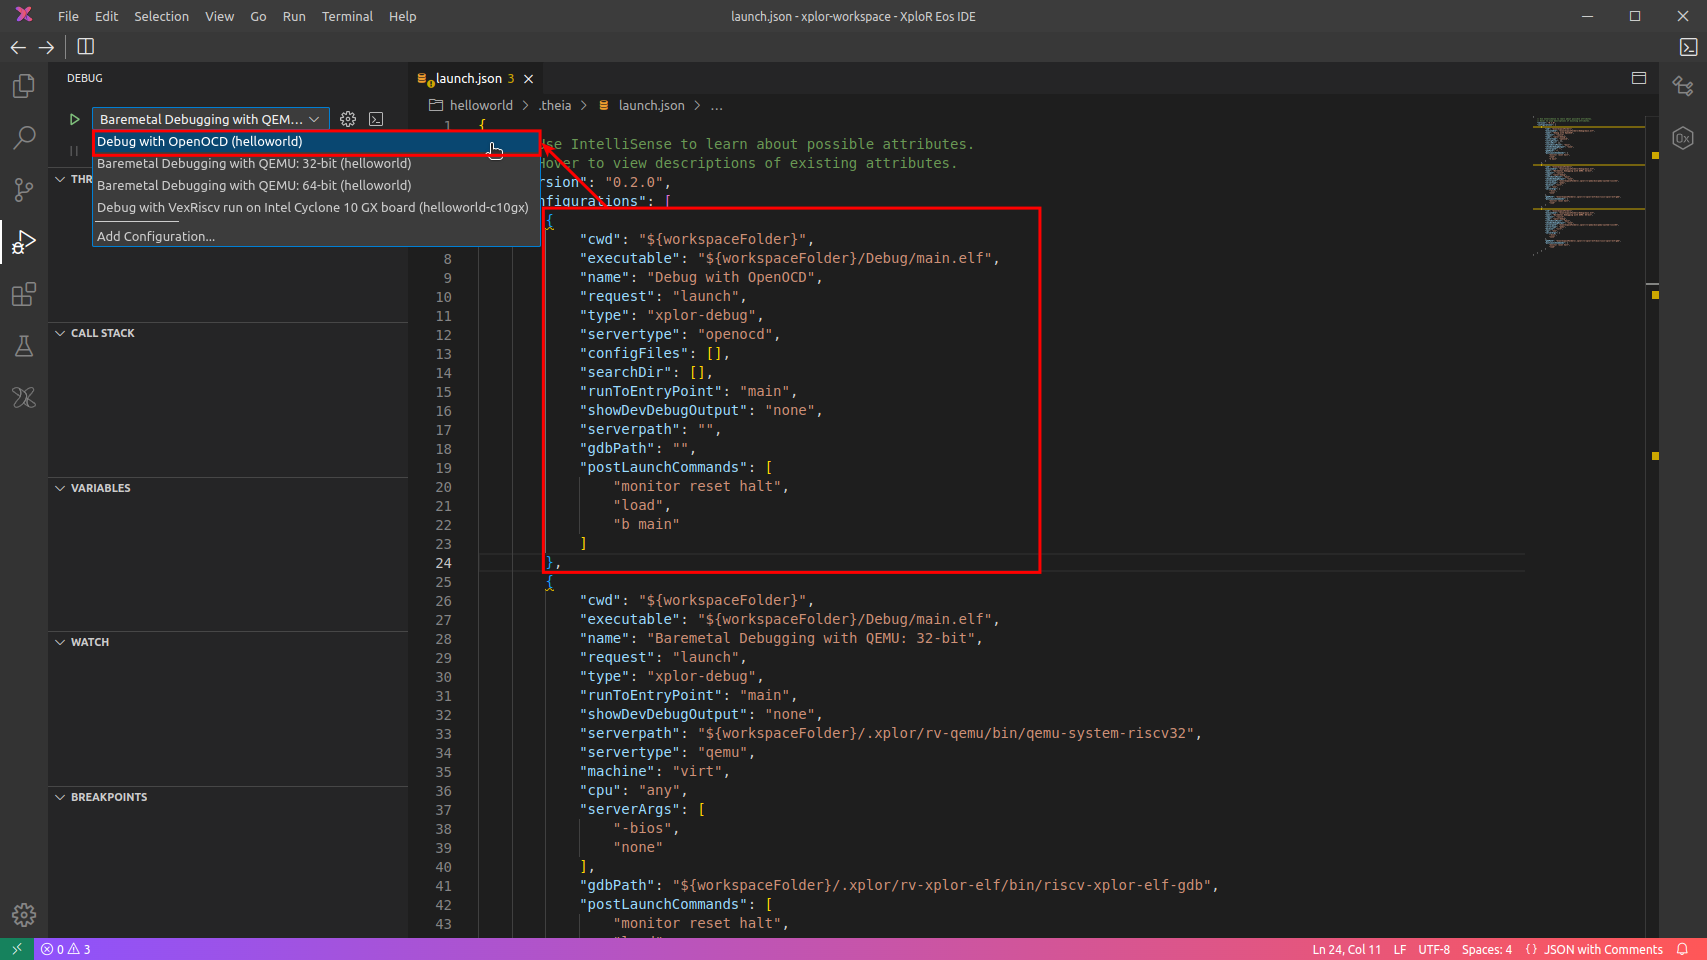 File Edit Selection View Go Run Terminal Help
launch.json - xplor-workspace - XploR Eos IDE
DEBUG
Baremetal Debugging with QEM...
Debug with OpenOCD (helloworld)
Baremetal Debugging with QEMU: 32-bit (helloworld)
Baremetal Debugging with QEMU: 64-bit (helloworld)
Debug with VexRiscv run on Intel Cyclone 10 GX board (helloworld-c10gx)
Add Configuration...
THR
CALL STACK
VARIABLES
WATCH
BREAKPOINTS
launch.json 3
helloworld > .theia > launch.json > ...
1 {
se IntelliSense to learn about possible attributes.
Hover to view descriptions of existing attributes.
rsion": "0.2.0",
nfigurations": [
{
"cwd": "${workspaceFolder}",
8 "executable": "${workspaceFolder}/Debug/main.elf",
9 "name": "Debug with OpenOCD",
10 "request": "launch",
11 "type": "xplor-debug",
12 "servertype": "openocd",
13 "configFiles": [],
14 "searchDir": [],
15 "runToEntryPoint": "main",
16 "showDevDebugOutput": "none",
17 "serverpath": "",
18 "gdbPath": "",
19 "postLaunchCommands": [
20 "monitor reset halt",
21 "load",
22 "b main"
23 ]
24 },
25 {
26 "cwd": "${workspaceFolder}",
27 "executable": "${workspaceFolder}/Debug/main.elf",
28 "name": "Baremetal Debugging with QEMU: 32-bit",
29 "request": "launch",
30 "type": "xplor-debug",
31 "runToEntryPoint": "main",
32 "showDevDebugOutput": "none",
33 "serverpath": "${workspaceFolder}/.xplor/rv-qemu/bin/qemu-system-riscv32",
34 "servertype": "qemu",
35 "machine": "virt",
36 "cpu": "any",
37 "serverArgs": [
38 "-bios",
39 "none"
40 ],
41 "gdbPath": "${workspaceFolder}/.xplor/rv-xplor-elf/bin/riscv-xplor-elf-gdb",
42 "postLaunchCommands": [
43 "monitor reset halt",
0x
0 3
Ln 24, Col 11 LF UTF-8 Spaces: 4 {} JSON with Comments